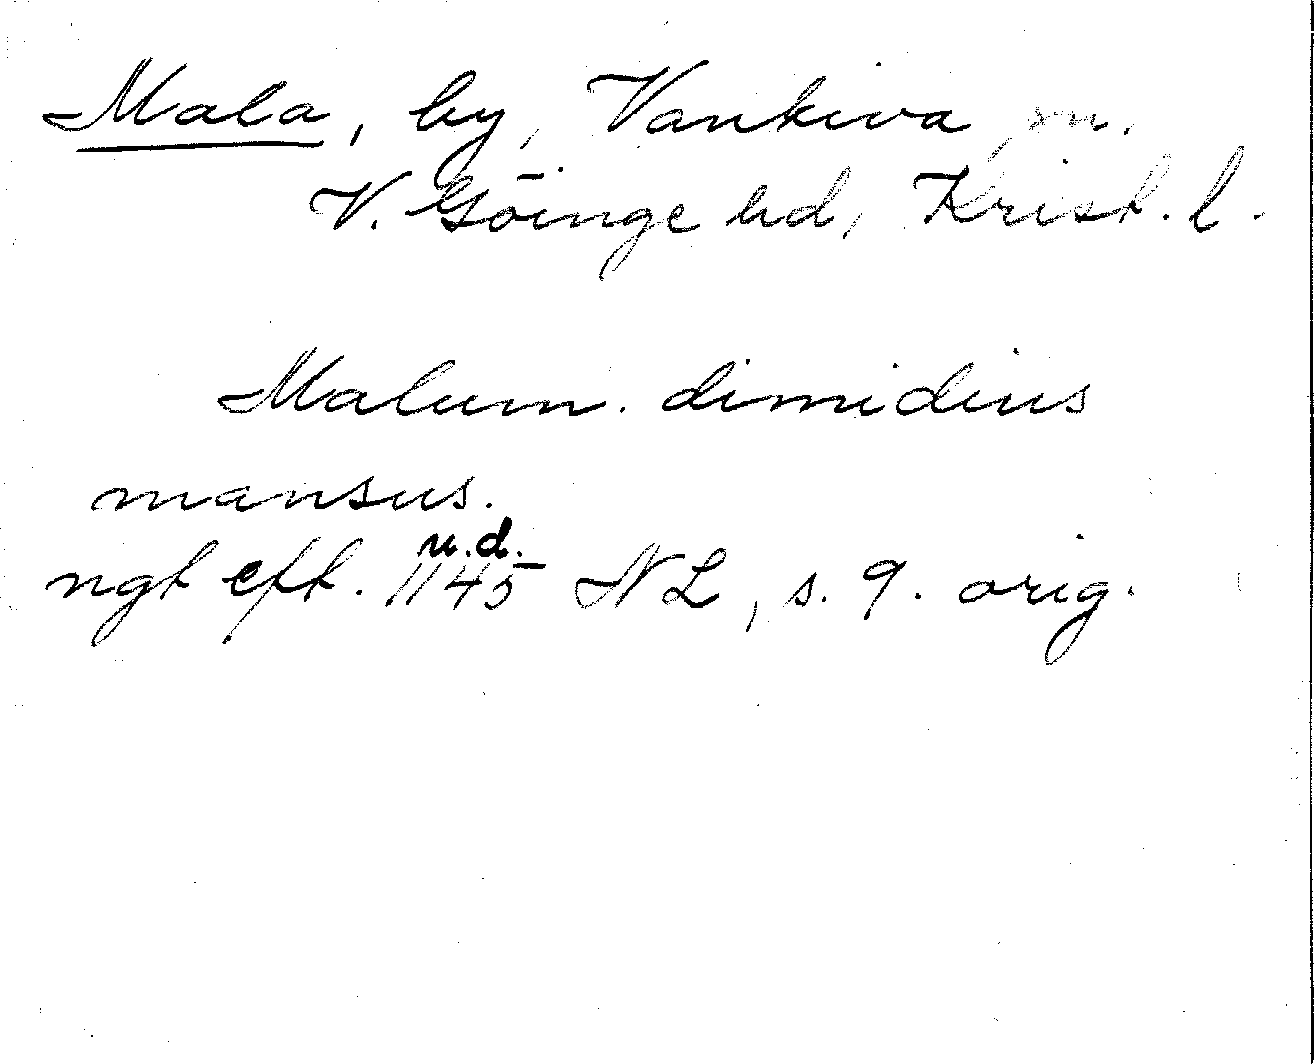 Mala, by, Vankiva sn,
V. Göinge hd, Krist. l.
Malum. dimidius
mansus.
u.d.
ngt eft. 1145 NL, s. 9. orig.